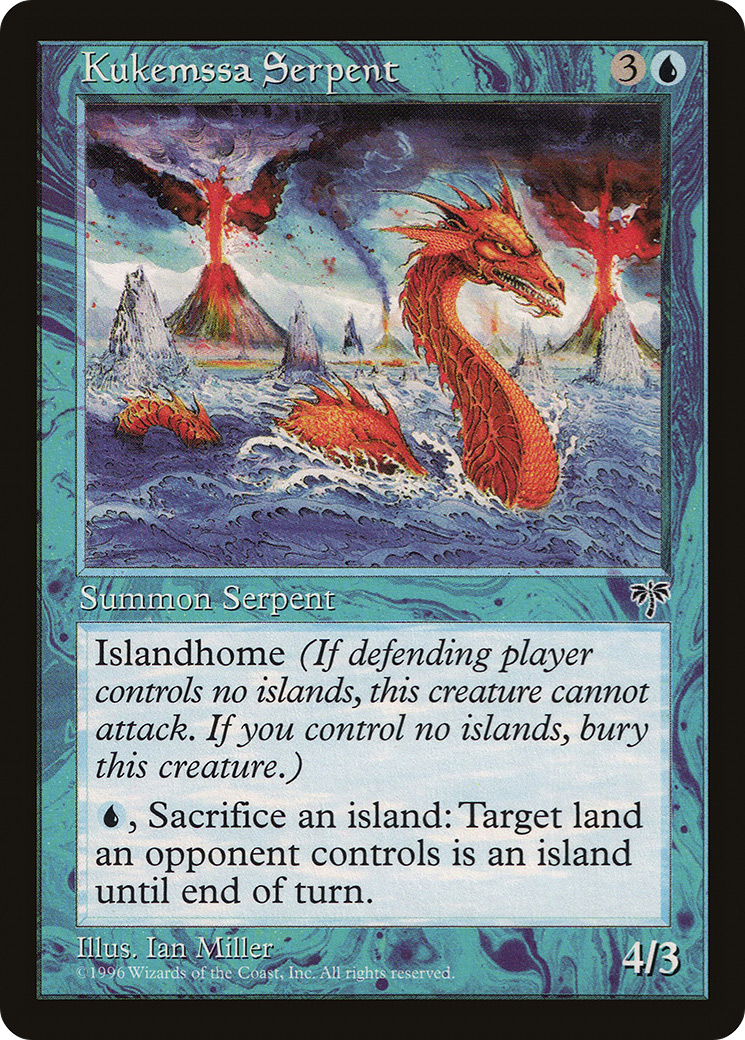 Kukemssa Serpent 3
Summon Serpent
Islandhome (If defending player
controls no islands, this creature cannot
attack. If you control no islands, bury
this creature.)
, Sacrifice an island: Target land
an opponent controls is an island
until end of turn.
Illus. Ian Miller
©1996 Wizards of the Coast, Inc. All rights reserved.
4/3